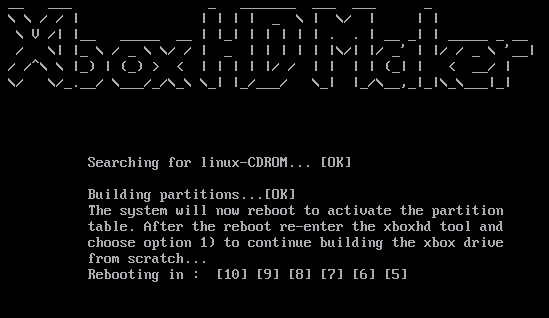 Xbox HD Maker
Searching for linux-CDROM... [OK]
Building partitions...[OK]
The system will now reboot to activate the partition
table. After the reboot re-enter the xboxhd tool and
choose option 1) to continue building the xbox drive
from scratch...
Rebooting in :  [10] [9] [8] [7] [6] [5]